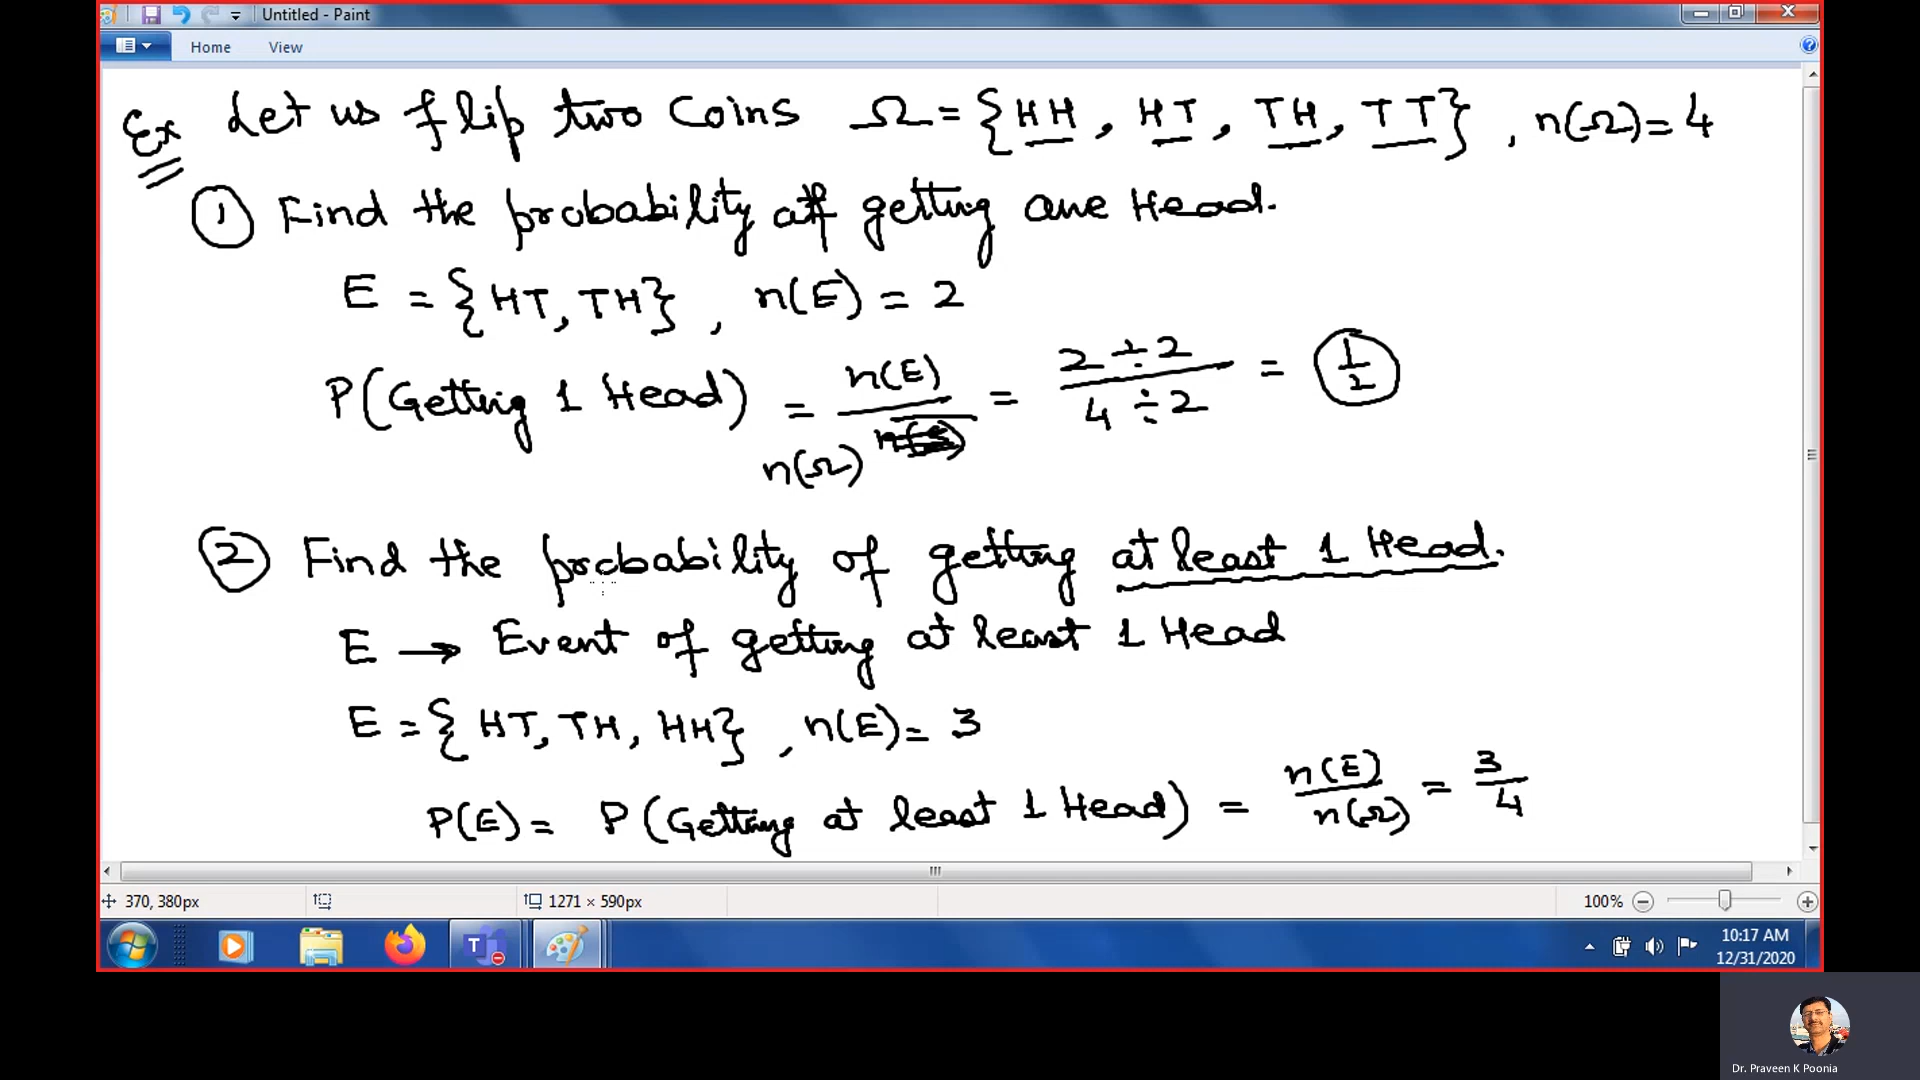 Untitled - Paint
Home View
Ex Let us flip two Coins Ω = {HH, HT, TH, TT}, n(Ω) = 4
① Find the probability of getting one Head.
E = {HT, TH}, n(E) = 2
P(Getting 1 Head) = n(E)/n(Ω) = 2÷2/4÷2 = 1/2
② Find the probability of getting at least 1 Head.
E → Event of getting at least 1 Head
E = {HT, TH, HH}, n(E) = 3
P(E) = P(Getting at least 1 Head) = n(E)/n(Ω) = 3/4
370, 380px 1271 × 590px 100%
10:17 AM
12/31/2020
Dr. Praveen K Poonia